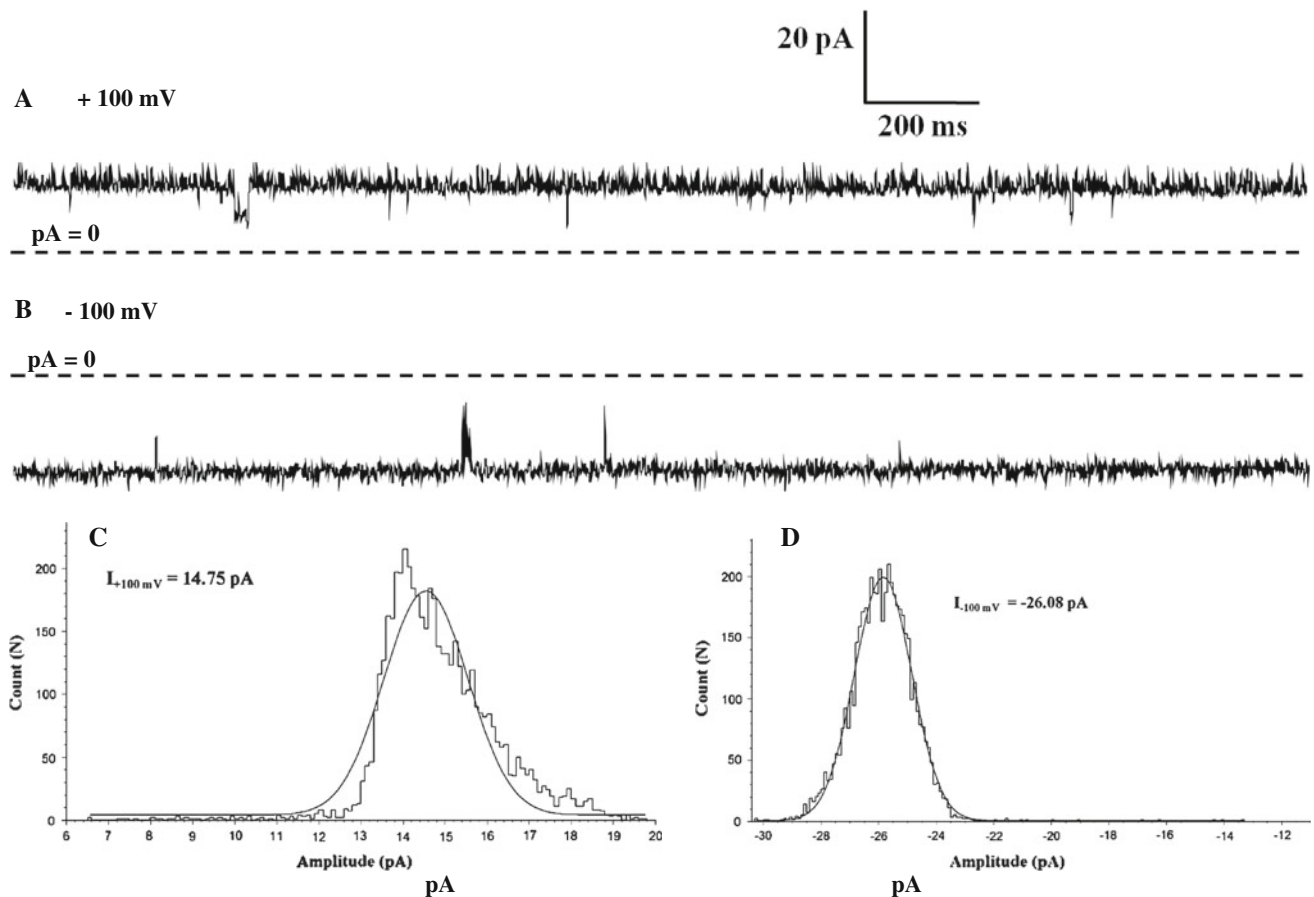 20 pA
200 ms
A + 100 mV
pA = 0
B - 100 mV
pA = 0
C
I+100 mV = 14.75 pA
Count (N)
200
150
100
50
0
6 7 8 9 10 11 12 13 14 15 16 17 18 19 20
Amplitude (pA)
pA
D
I-100 mV = -26.08 pA
Count (N)
200
150
100
50
0
-30 -28 -26 -24 -22 -20 -18 -16 -14 -12
Amplitude (pA)
pA